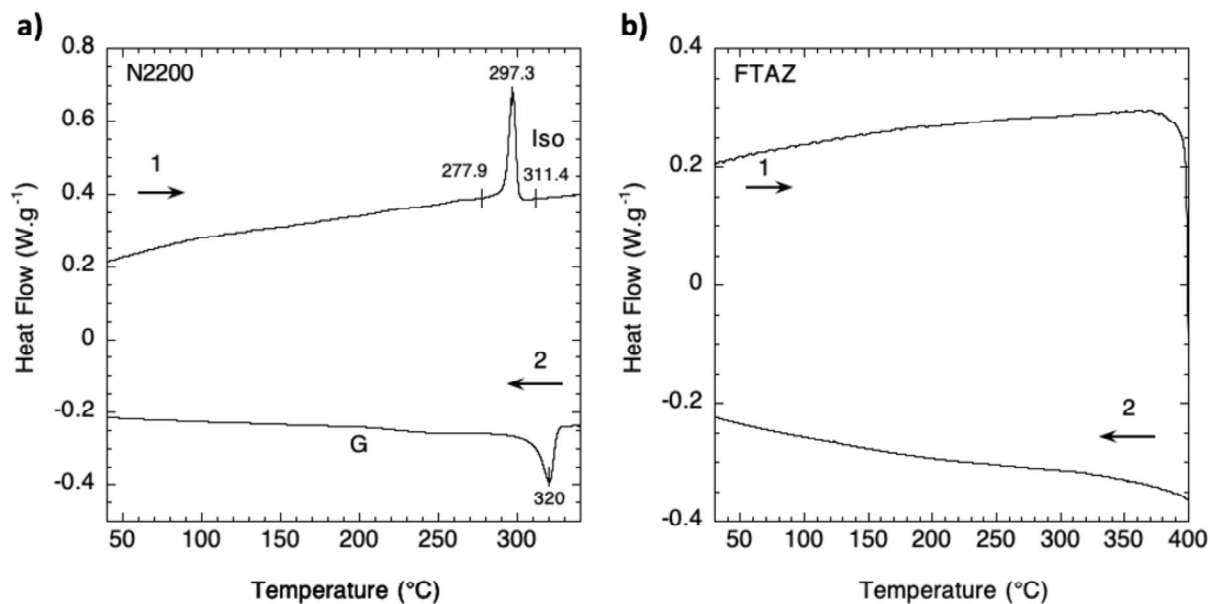 a)
N2200
297.3
Iso
277.9
311.4
1
2
G
320
0.8
0.6
0.4
0.2
0
-0.2
-0.4
Heat Flow (W.g⁻¹)
50 100 150 200 250 300
Temperature (°C)
b)
FTAZ
1
2
0.4
0.2
0
-0.2
-0.4
Heat Flow (W.g⁻¹)
50 100 150 200 250 300 350 400
Temperature (°C)